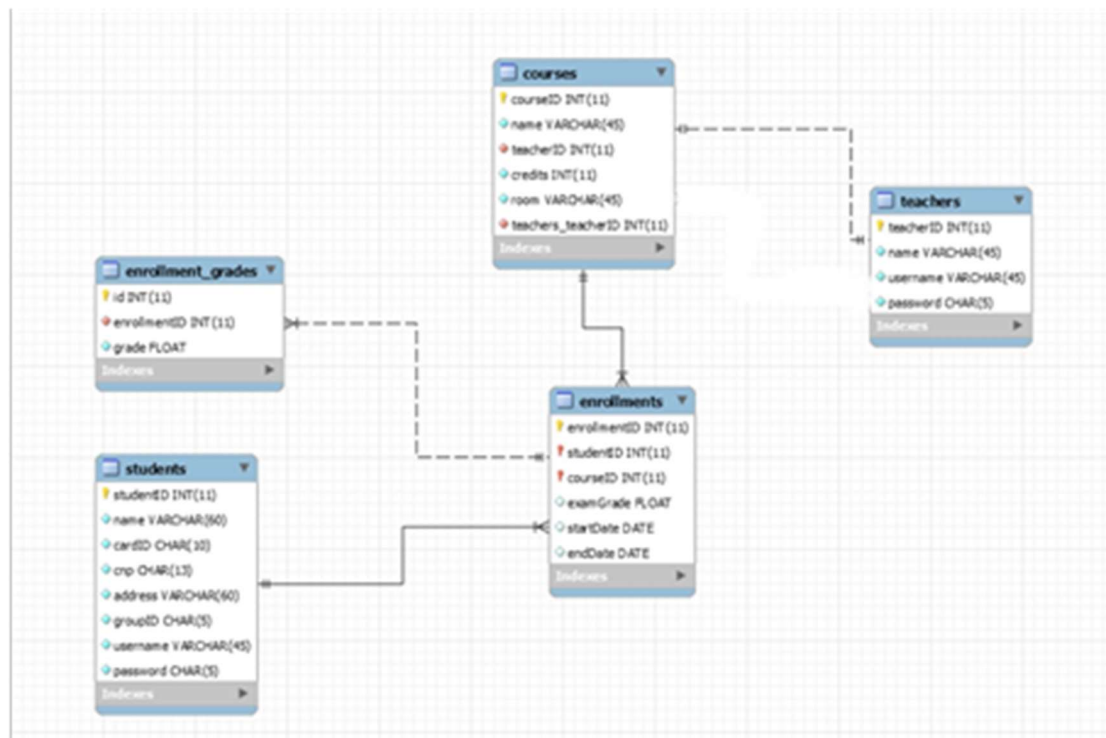 courses
courseID INT(11)
name VARCHAR(45)
teacherID INT(11)
credits INT(11)
room VARCHAR(45)
teachers_teacherID INT(11)
Indexes
teachers
teacherID INT(11)
name VARCHAR(45)
username VARCHAR(45)
password CHAR(5)
Indexes
enrollment_grades
id INT(11)
enrollmentID INT(11)
grade FLOAT
Indexes
enrollments
enrollmentID INT(11)
studentID INT(11)
courseID INT(11)
examGrade FLOAT
startDate DATE
endDate DATE
Indexes
students
studentID INT(11)
name VARCHAR(60)
cardID CHAR(10)
cnp CHAR(13)
address VARCHAR(60)
groupID CHAR(5)
username VARCHAR(45)
password CHAR(5)
Indexes